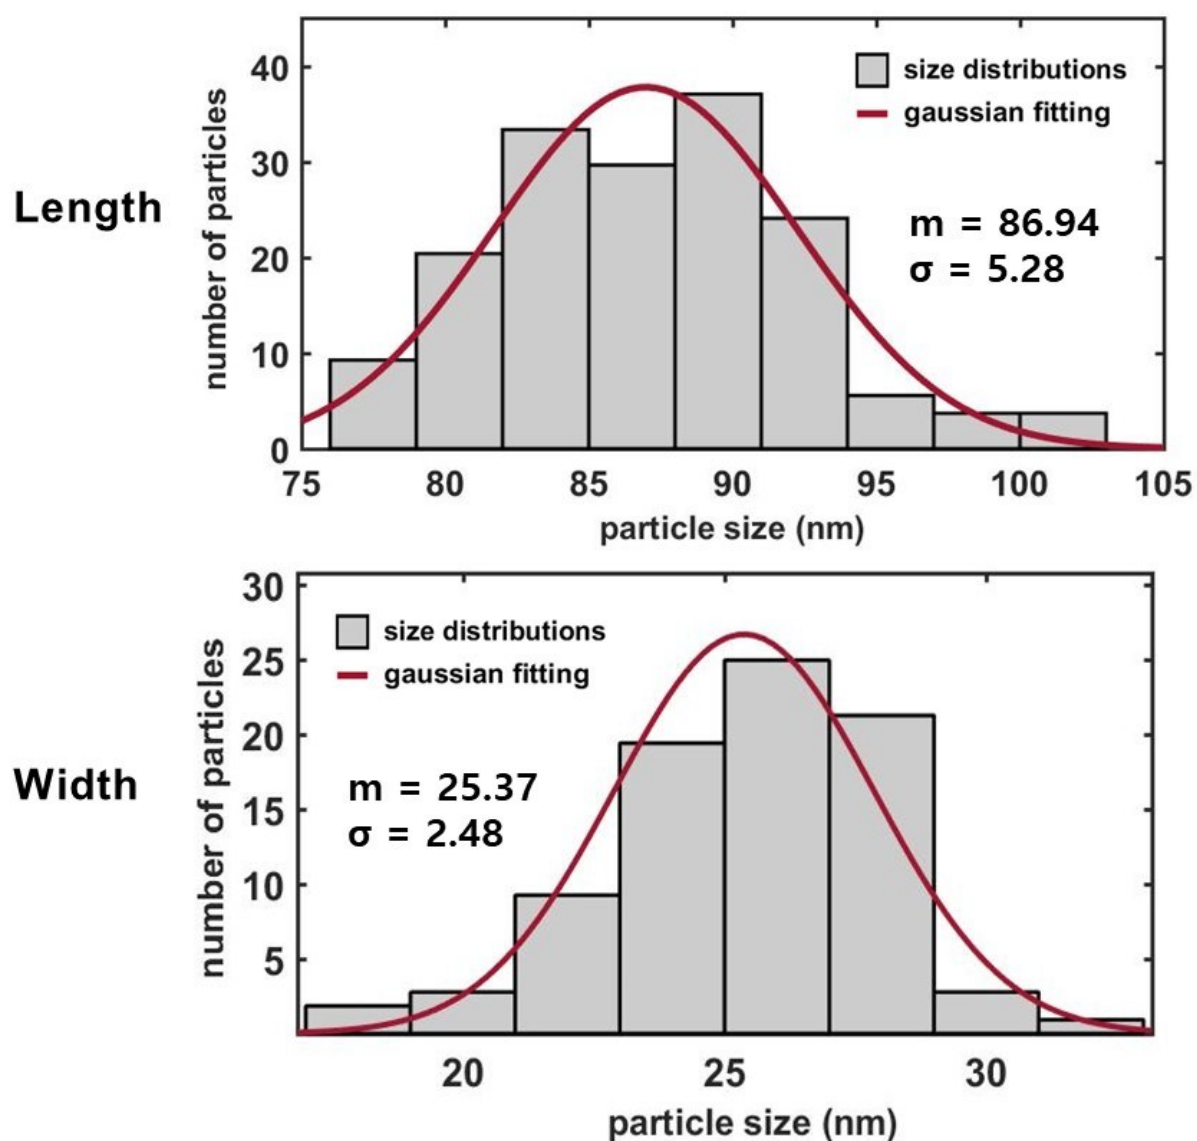 Length
number of particles
40
30
20
10
0
size distributions
gaussian fitting
m = 86.94
σ = 5.28
75 80 85 90 95 100 105
particle size (nm)
Width
number of particles
30
25
20
15
10
5
size distributions
gaussian fitting
m = 25.37
σ = 2.48
20 25 30
particle size (nm)